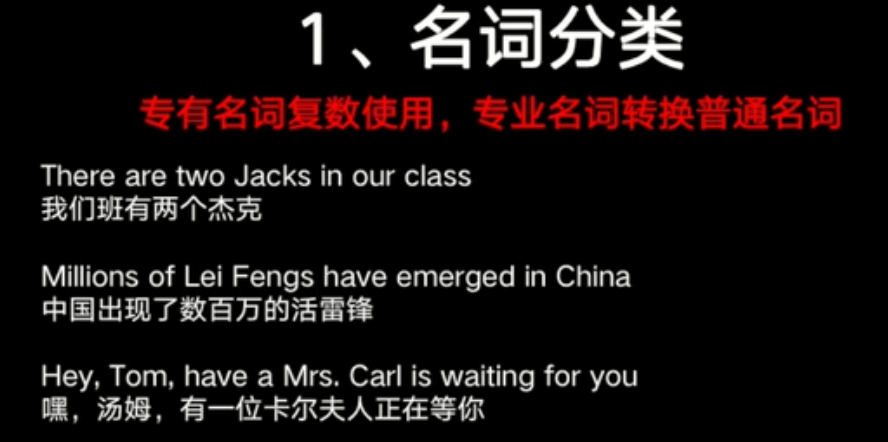 1、名词分类
专有名词复数使用，专业名词转换普通名词
There are two Jacks in our class
我们班有两个杰克
Millions of Lei Fengs have emerged in China
中国出现了数百万的活雷锋
Hey, Tom, have a Mrs. Carl is waiting for you
嘿，汤姆，有一位卡尔夫人正在等你